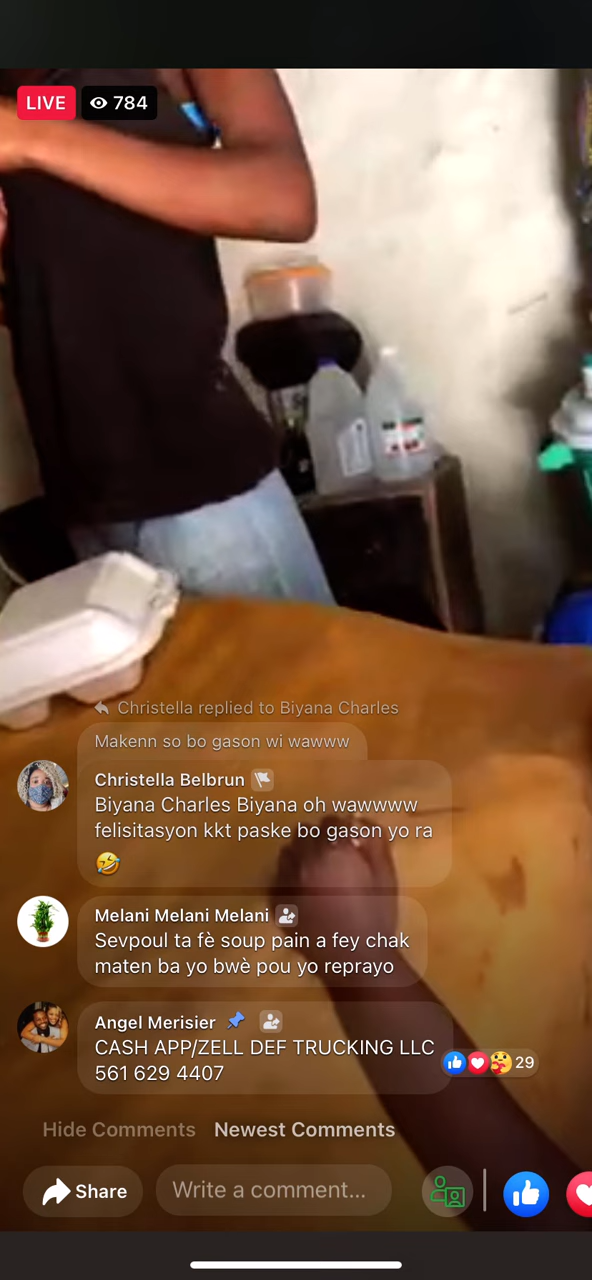 LIVE
784
Christella replied to Biyana Charles
Makenn so bo gason wi wawww
Christella Belbrun
Biyana Charles Biyana oh wawwww
felisitasyon kkt paske bo gason yo ra
🤣
Melani Melani Melani
Sevpoul ta fè soup pain a fey chak
maten ba yo bwè pou yo reprayo
Angel Merisier
CASH APP/ZELL DEF TRUCKING LLC
561 629 4407
29
Hide Comments Newest Comments
Share Write a comment...